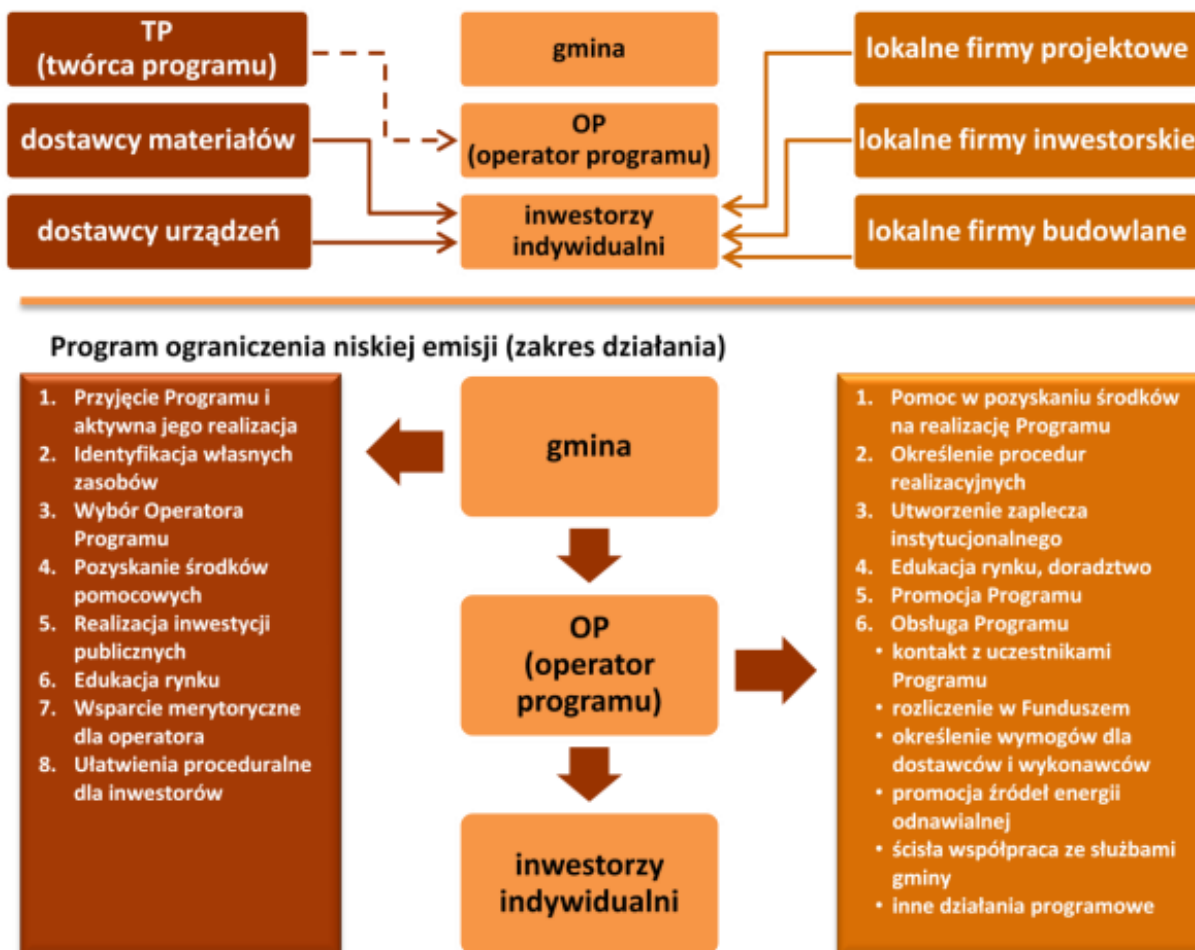 TP
(twórca programu)
gmina
lokalne firmy projektowe
dostawcy materiałów
OP
(operator programu)
lokalne firmy inwestorskie
dostawcy urządzeń
inwestorzy
indywidualni
lokalne firmy budowlane
Program ograniczenia niskiej emisji (zakres działania)
1. Przyjęcie Programu i
aktywna jego realizacja
2. Identyfikacja własnych
zasobów
3. Wybór Operatora
Programu
4. Pozyskanie środków
pomocowych
5. Realizacja inwestycji
publicznych
6. Edukacja rynku
7. Wsparcie merytoryczne
dla operatora
8. Ułatwienia proceduralne
dla inwestorów
gmina
OP
(operator
programu)
inwestorzy
indywidualni
1. Pomoc w pozyskaniu środków
na realizację Programu
2. Określenie procedur
realizacyjnych
3. Utworzenie zaplecza
instytucjonalnego
4. Edukacja rynku, doradztwo
5. Promocja Programu
6. Obsługa Programu
• kontakt z uczestnikami
Programu
• rozliczenie w Funduszem
• określenie wymogów dla
dostawców i wykonawców
• promocja źródeł energii
odnawialnej
• ścisła współpraca ze służbami
gminy
• inne działania programowe